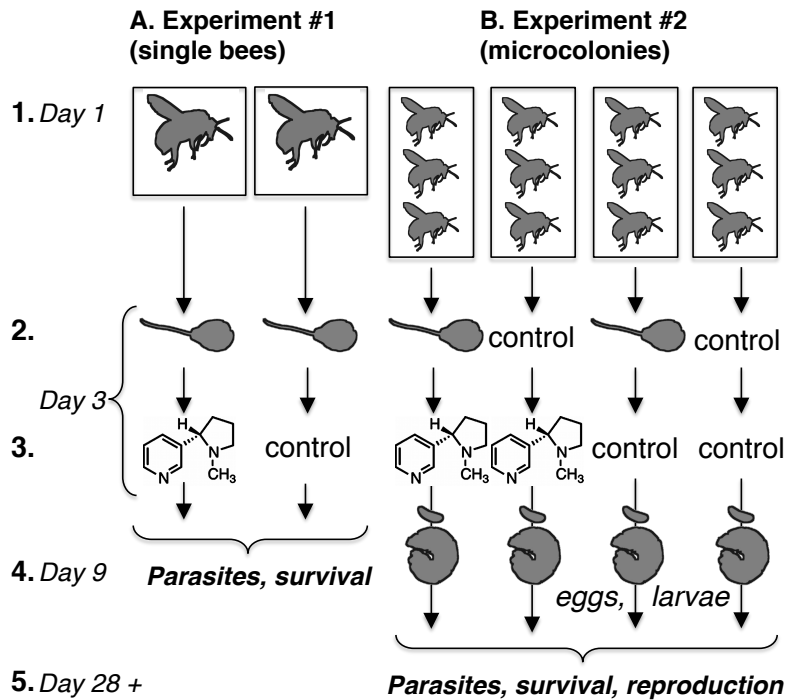 A. Experiment #1
(single bees)
B. Experiment #2
(microcolonies)
1. Day 1
2.
control
control
Day 3
3.
H
N
N
CH3
control
H
N
N
CH3
H
N
N
CH3
control
control
4. Day 9
Parasites, survival
eggs, larvae
5. Day 28 +
Parasites, survival, reproduction